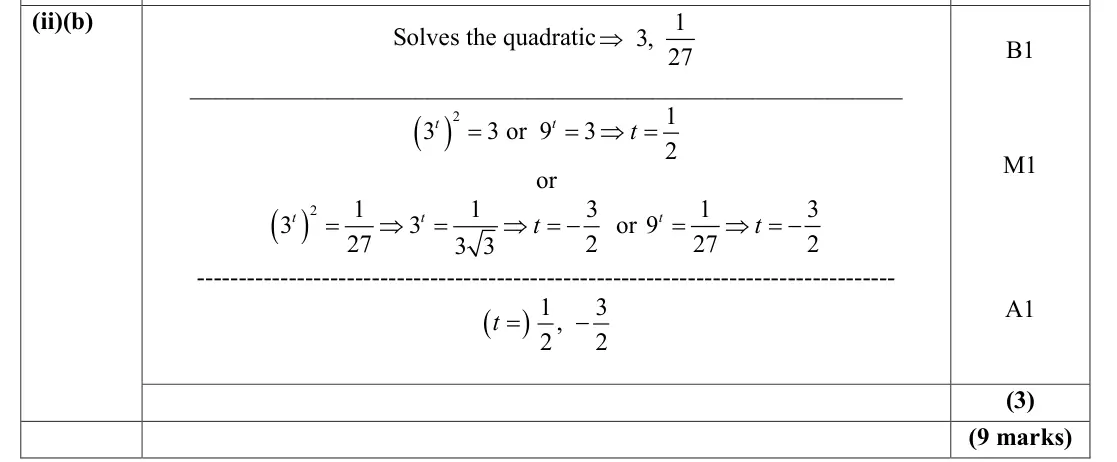 (ii)(b)
Solves the quadratic ⇒ 3, 1/27
B1
(3^t)^2 = 3 or 9^t = 3 ⇒ t = 1/2
or
M1
(3^t)^2 = 1/27 ⇒ 3^t = 1/(3√3) ⇒ t = −3/2 or 9^t = 1/27 ⇒ t = −3/2
(t =) 1/2, −3/2
A1
(3)
(9 marks)